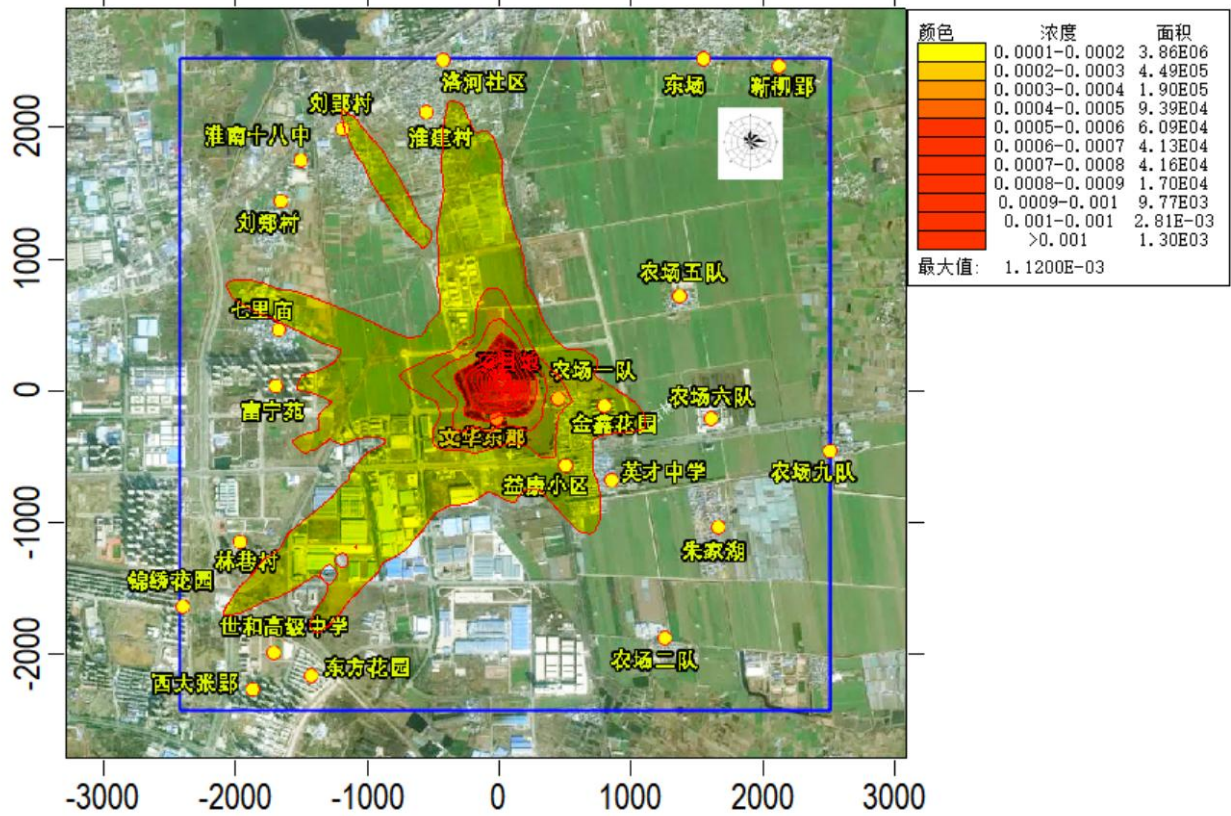 颜色 浓度 面积
0.0001-0.0002 3.86E06
0.0002-0.0003 4.49E05
0.0003-0.0004 1.90E05
0.0004-0.0005 9.39E04
0.0005-0.0006 6.09E04
0.0006-0.0007 4.13E04
0.0007-0.0008 4.16E04
0.0008-0.0009 1.70E04
0.0009-0.001 9.77E03
0.001-0.001 2.81E-03
>0.001 1.30E03
最大值: 1.1200E-03
洛河社区
东场
新柳郢
刘郢村
淮南十八中
淮建村
刘郑村
农场五队
七里庙
农场一队
富宁苑
金鑫花园
农场六队
文华东郡
益康小区
英才中学
农场九队
朱家湖
林巷村
锦绣花园
世和高级中学
东方花园
西大张郢
农场二队
2000
1000
0
-1000
-2000
-3000 -2000 -1000 0 1000 2000 3000